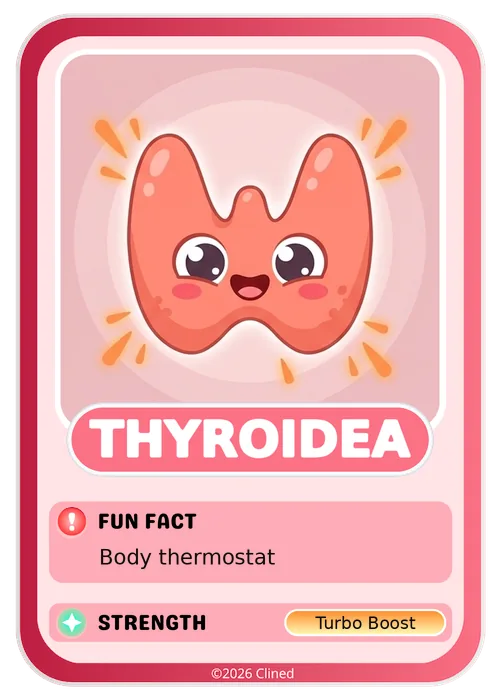 THYROIDEA
FUN FACT
Body thermostat
STRENGTH
Turbo Boost
©2026 Clined